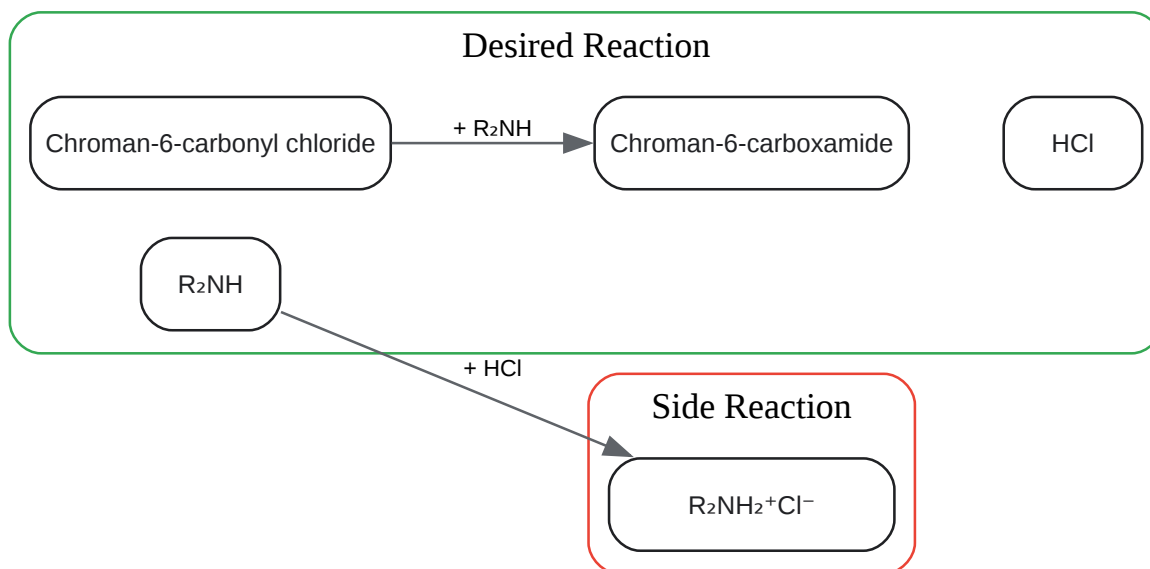 Desired Reaction
Chroman-6-carbonyl chloride
+ R₂NH
Chroman-6-carboxamide
HCl
R₂NH
+ HCl
Side Reaction
R₂NH₂⁺Cl⁻